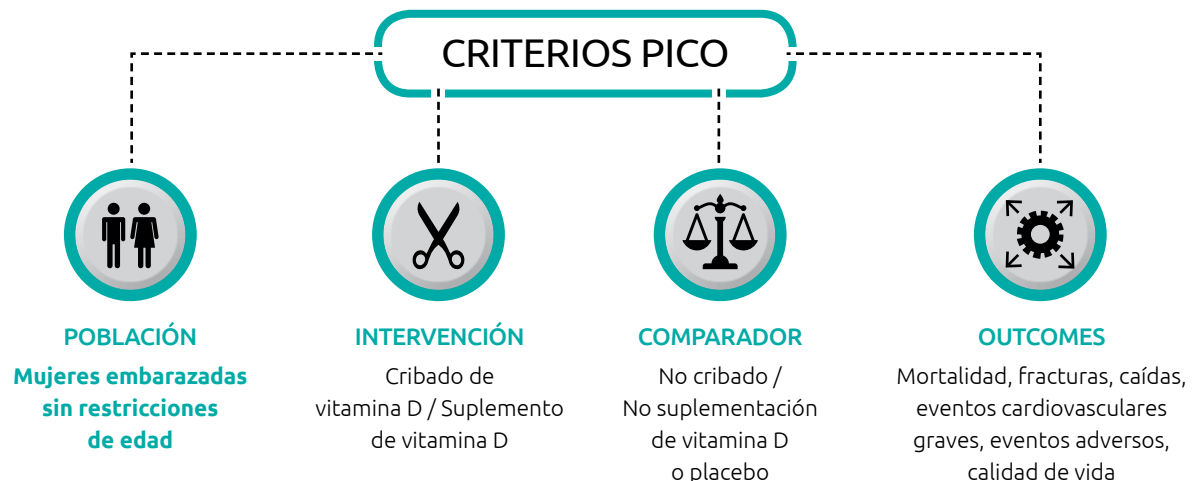 CRITERIOS PICO
POBLACIÓN
Mujeres embarazadas
sin restricciones
de edad
INTERVENCIÓN
Cribado de
vitamina D / Suplemento
de vitamina D
COMPARADOR
No cribado /
No suplementación
de vitamina D
o placebo
OUTCOMES
Mortalidad, fracturas, caídas,
eventos cardiovasculares
graves, eventos adversos,
calidad de vida